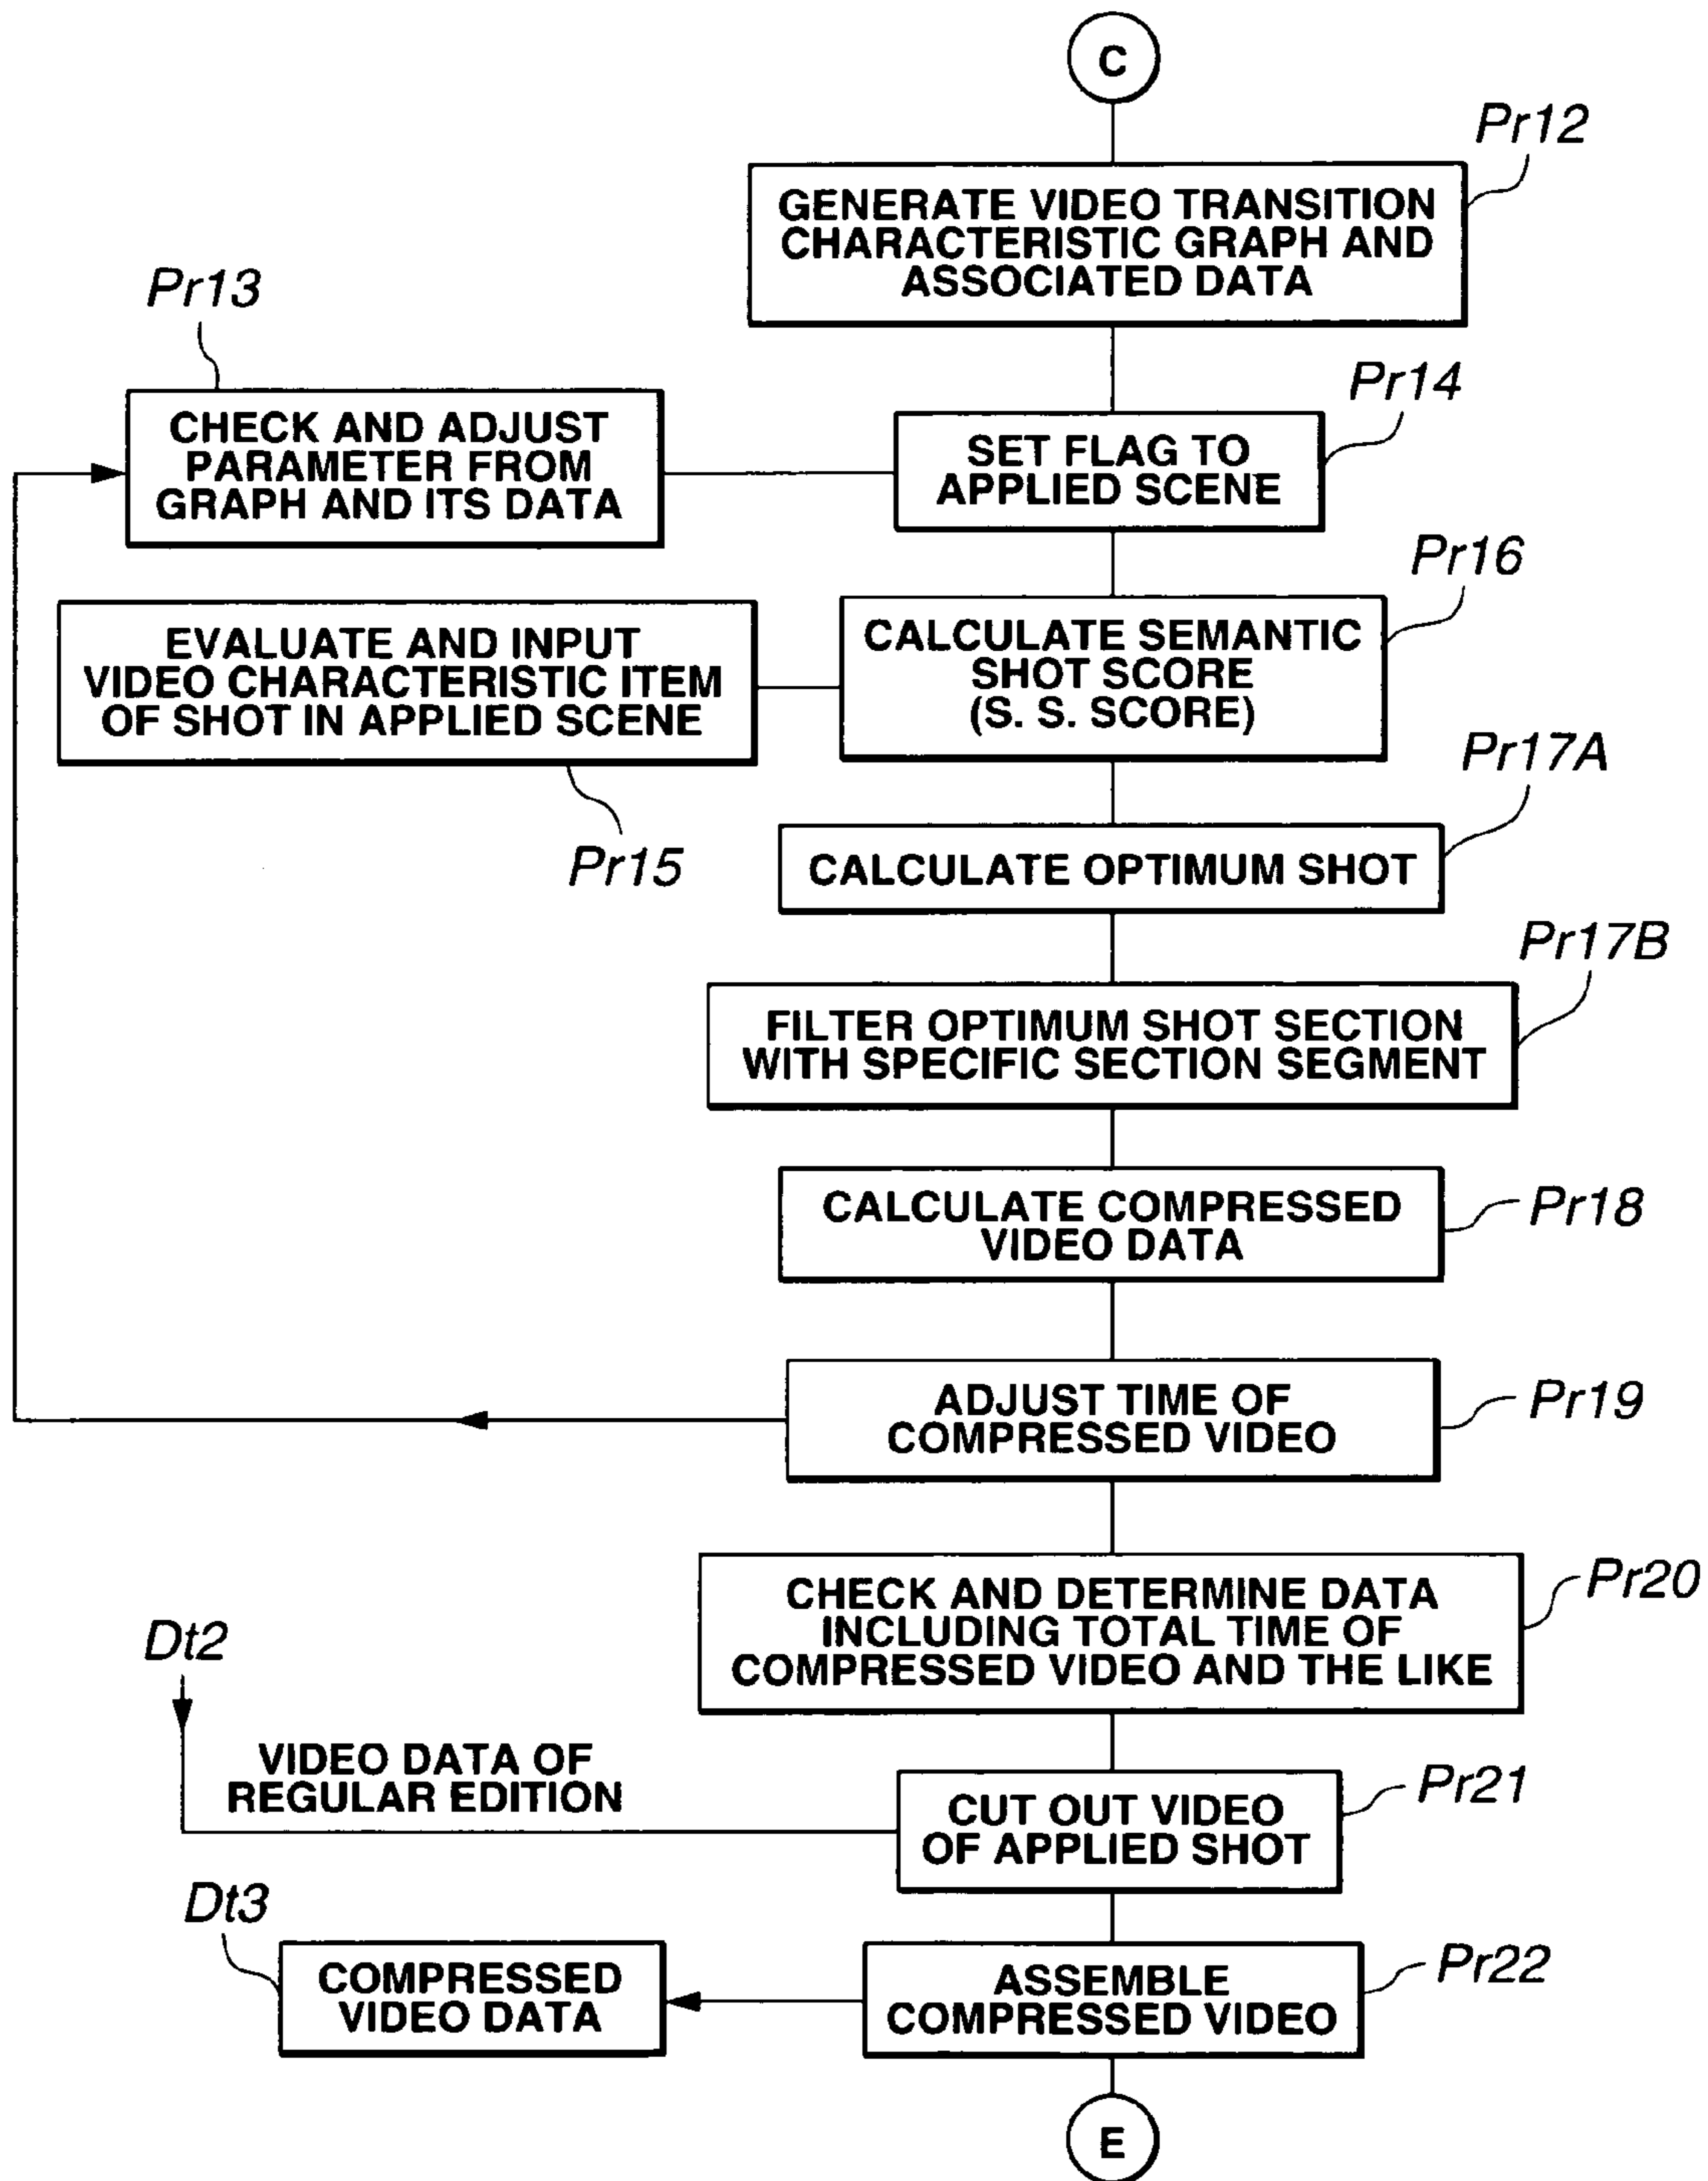 C
Pr12
GENERATE VIDEO TRANSITION
CHARACTERISTIC GRAPH AND
ASSOCIATED DATA
Pr13
CHECK AND ADJUST
PARAMETER FROM
GRAPH AND ITS DATA
Pr14
SET FLAG TO
APPLIED SCENE
Pr16
EVALUATE AND INPUT
VIDEO CHARACTERISTIC ITEM
OF SHOT IN APPLIED SCENE
Pr15
CALCULATE SEMANTIC
SHOT SCORE
(S. S. SCORE)
Pr17A
CALCULATE OPTIMUM SHOT
Pr17B
FILTER OPTIMUM SHOT SECTION
WITH SPECIFIC SECTION SEGMENT
CALCULATE COMPRESSED
VIDEO DATA
Pr18
ADJUST TIME OF
COMPRESSED VIDEO
Pr19
CHECK AND DETERMINE DATA
INCLUDING TOTAL TIME OF
COMPRESSED VIDEO AND THE LIKE
Pr20
Dt2
VIDEO DATA OF
REGULAR EDITION
CUT OUT VIDEO
OF APPLIED SHOT
Pr21
Dt3
COMPRESSED
VIDEO DATA
ASSEMBLE
COMPRESSED VIDEO
Pr22
E